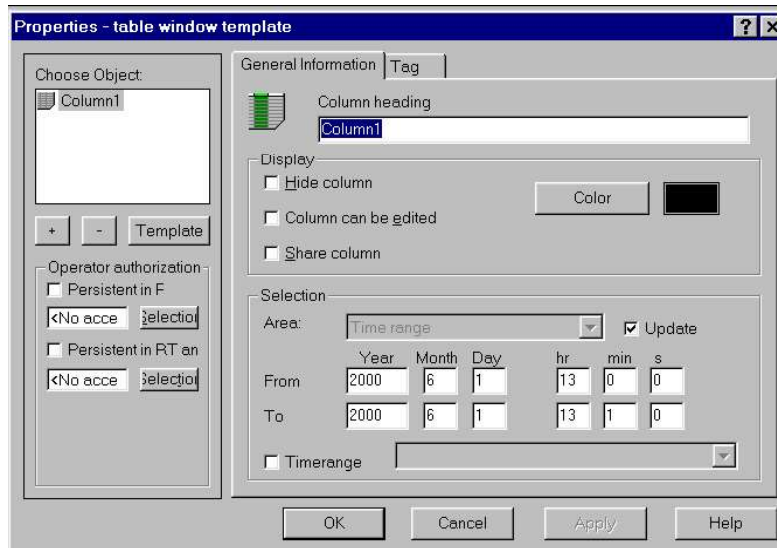 Properties - table window template
Choose Object:
Column1
+ - Template
Operator authorization
Persistent in F
<No acce Selection
Persistent in RT an
<No acce Selection
General Information Tag
Column heading
Column1
Display
Hide column
Color
Column can be edited
Share column
Selection
Area: Time range Update
Year Month Day hr min s
From 2000 6 1 13 0 0
To 2000 6 1 13 1 0
Timerange
OK Cancel Apply Help